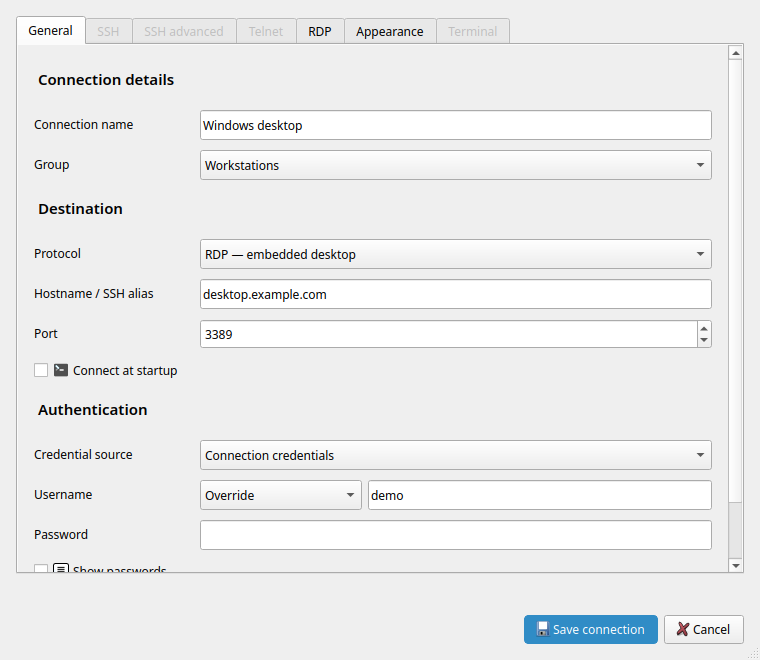 General SSH SSH advanced Telnet RDP Appearance Terminal
Connection details
Connection name Windows desktop
Group Workstations
Destination
Protocol RDP — embedded desktop
Hostname / SSH alias desktop.example.com
Port 3389
Connect at startup
Authentication
Credential source Connection credentials
Username Override demo
Password
Show passwords
Save connection Cancel